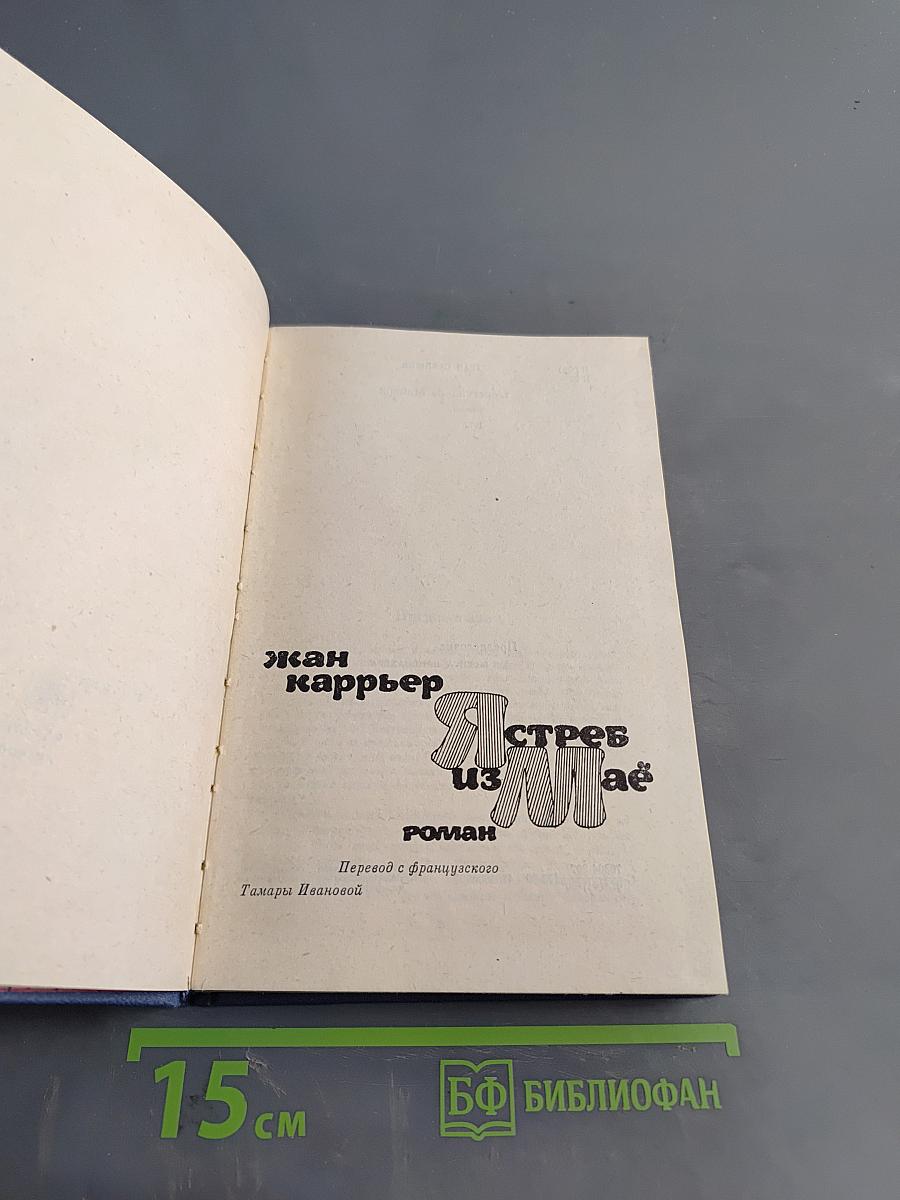 жан
каррьер
Ястреб
из Маё
роман
Перевод с французского
Тамары Ивановой
15 см
БФ БИБЛИОФАН